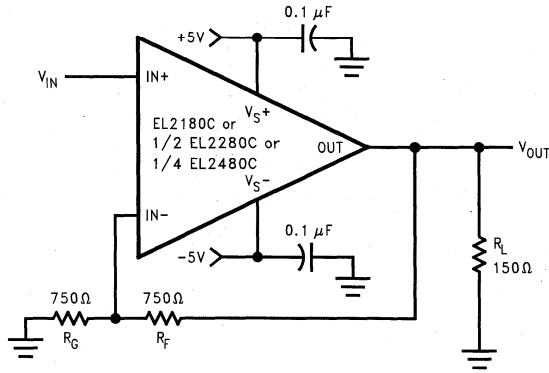 0.1 μF
+5V
V_IN
IN+
V_S+
EL2180C or
1/2 EL2280C or
1/4 EL2480C
OUT
V_OUT
V_S-
IN-
0.1 μF
-5V
R_L
150Ω
750Ω
750Ω
R_G
R_F